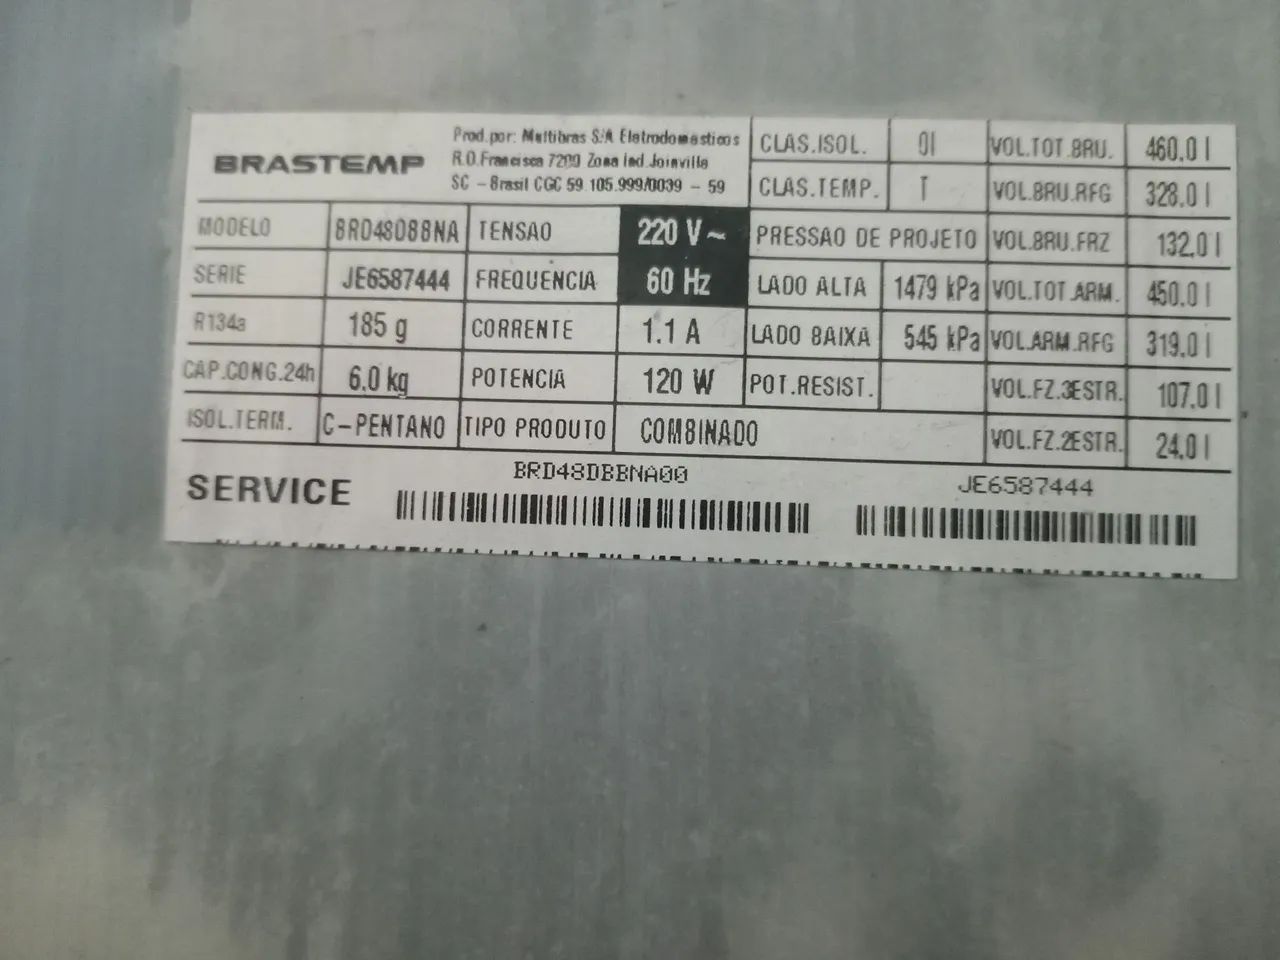 BRASTEMP
Prod.por: Multibras S/A Eletrodomésticos
R.D.Francisca 7200 Zona Ind Joinville
SC - Brasil CGC 59 105.999/0039 - 59
MODELO BRD48DBBNA TENSAO 220 V~
SERIE JE6587444 FREQUENCIA 60 Hz
R134a 185 g CORRENTE 1.1 A
CAP.CONG.24h 6.0 kg POTENCIA 120 W
ISOL.TERM. C-PENTANO TIPO PRODUTO COMBINADO
CLAS.ISOL. 0I
CLAS.TEMP. T
PRESSAO DE PROJETO
LADO ALTA 1479 kPa
LADO BAIXA 545 kPa
POT.RESIST.
VOL.TOT.BRU. 460.0 l
VOL.BRU.RFG 328.0 l
VOL.BRU.FRZ 132.0 l
VOL.TOT.ARM. 450.0 l
VOL.ARM.RFG 319.0 l
VOL.FZ.3ESTR. 107.0 l
VOL.FZ.2ESTR. 24.0 l
SERVICE BRD48DBBNA00 JE6587444